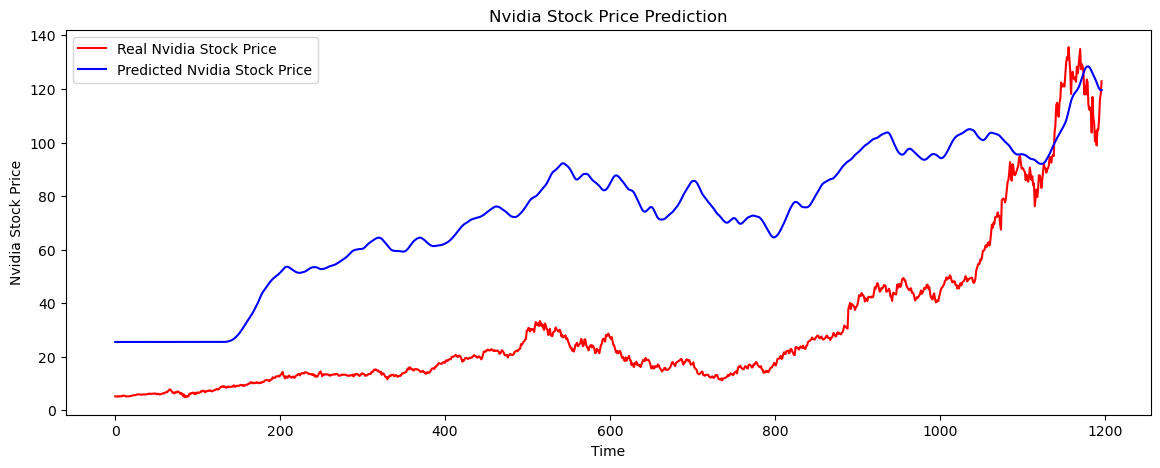 Nvidia Stock Price Prediction
Real Nvidia Stock Price
Predicted Nvidia Stock Price
Nvidia Stock Price
140
120
100
80
60
40
20
0
0 200 400 600 800 1000 1200
Time